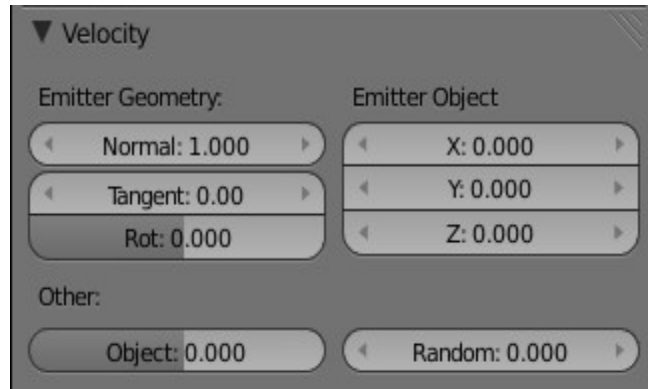 Velocity
Emitter Geometry:
Normal: 1.000
Tangent: 0.00
Rot: 0.000
Emitter Object
X: 0.000
Y: 0.000
Z: 0.000
Other:
Object: 0.000
Random: 0.000